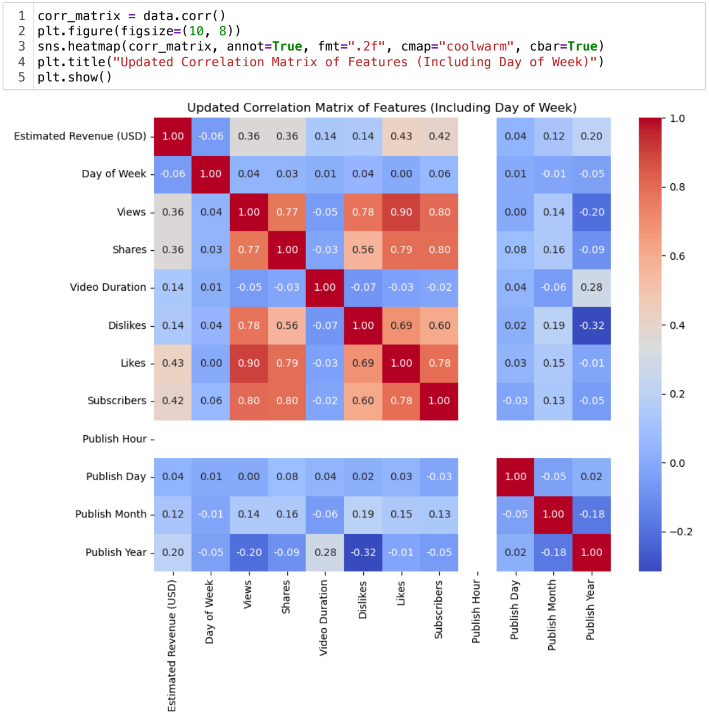 1 corr_matrix = data.corr()
2 plt.figure(figsize=(10, 8))
3 sns.heatmap(corr_matrix, annot=True, fmt=".2f", cmap="coolwarm", cbar=True)
4 plt.title("Updated Correlation Matrix of Features (Including Day of Week)")
5 plt.show()
Updated Correlation Matrix of Features (Including Day of Week)
Estimated Revenue (USD) 1.00 -0.06 0.36 0.36 0.14 0.14 0.43 0.42 0.04 0.12 0.20
Day of Week -0.06 1.00 0.04 0.03 0.01 0.04 0.00 0.06 0.01 -0.01 -0.05
Views 0.36 0.04 1.00 0.77 -0.05 0.78 0.90 0.80 0.00 0.14 -0.20
Shares 0.36 0.03 0.77 1.00 -0.03 0.56 0.79 0.80 0.08 0.16 -0.09
Video Duration 0.14 0.01 -0.05 -0.03 1.00 -0.07 -0.03 -0.02 0.04 -0.06 0.28
Dislikes 0.14 0.04 0.78 0.56 -0.07 1.00 0.69 0.60 0.02 0.19 -0.32
Likes 0.43 0.00 0.90 0.79 -0.03 0.69 1.00 0.78 0.03 0.15 -0.01
Subscribers 0.42 0.06 0.80 0.80 -0.02 0.60 0.78 1.00 -0.03 0.13 -0.05
Publish Hour
Publish Day 0.04 0.01 0.00 0.08 0.04 0.02 0.03 -0.03 1.00 -0.05 0.02
Publish Month 0.12 -0.01 0.14 0.16 -0.06 0.19 0.15 0.13 -0.05 1.00 -0.18
Publish Year 0.20 -0.05 -0.20 -0.09 0.28 -0.32 -0.01 -0.05 0.02 -0.18 1.00
Estimated Revenue (USD)
Day of Week
Views
Shares
Video Duration
Dislikes
Likes
Subscribers
Publish Hour
Publish Day
Publish Month
Publish Year
1.0
0.8
0.6
0.4
0.2
0.0
−0.2